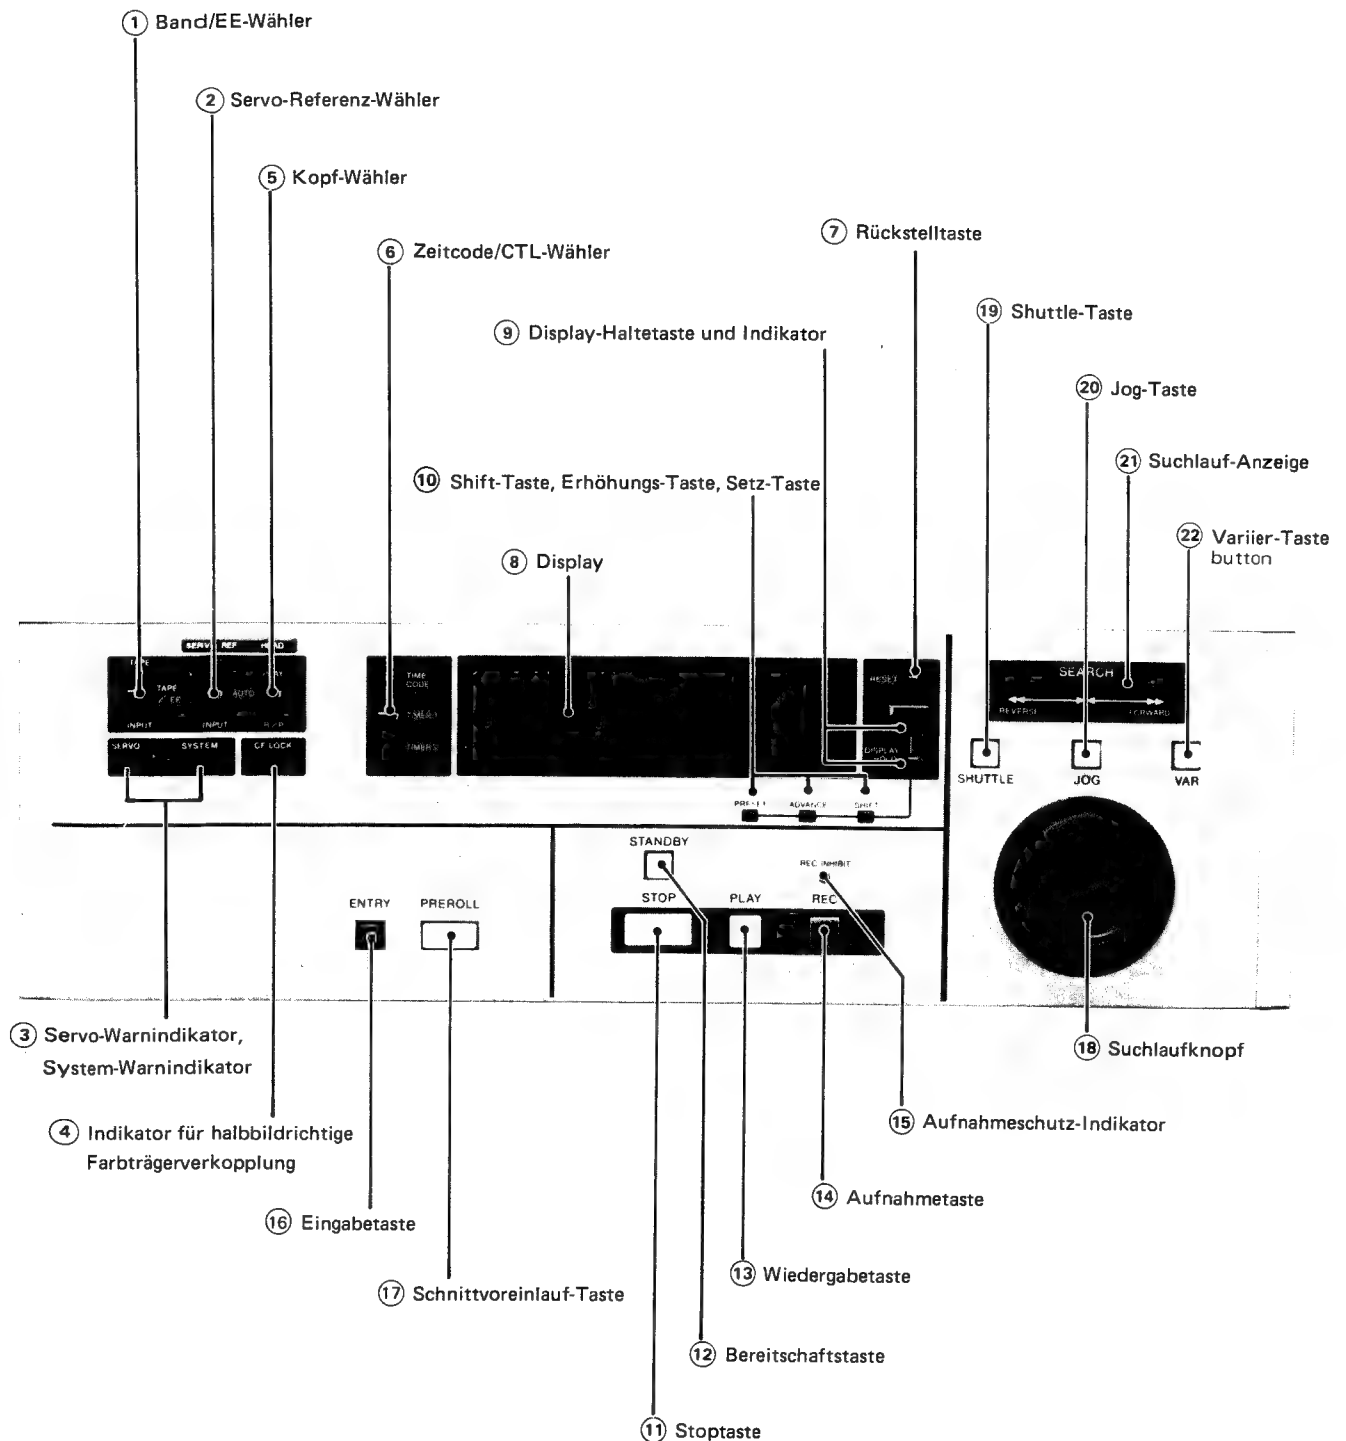 1 Band/EE-Wähler
2 Servo-Referenz-Wähler
5 Kopf-Wähler
6 Zeitcode/CTL-Wähler
7 Rückstelltaste
9 Display-Haltetaste und Indikator
19 Shuttle-Taste
20 Jog-Taste
10 Shift-Taste, Erhöhungs-Taste, Setz-Taste
21 Suchlauf-Anzeige
8 Display
22 Variier-Taste
button
SERVO REF HEAD
TAPE
TAPE
EE
AUTO
INPUT INPUT
SERVO SYSTEM CF LOCK
TIME
CODE
TIMER1
TIMER2
RESET
DISPLAY
HOLD
PRESET ADVANCE SHIFT
SEARCH
REVERSE FORWARD
SHUTTLE JOG VAR
STANDBY
REC INHIBIT
ENTRY PREROLL
STOP PLAY REC
3 Servo-Warnindikator,
System-Warnindikator
18 Suchlaufknopf
4 Indikator für halbbildrichtige
Farbträgerverkopplung
15 Aufnahmeschutz-Indikator
14 Aufnahmetaste
16 Eingabetaste
13 Wiedergabetaste
17 Schnittvoreinlauf-Taste
12 Bereitschaftstaste
11 Stoptaste